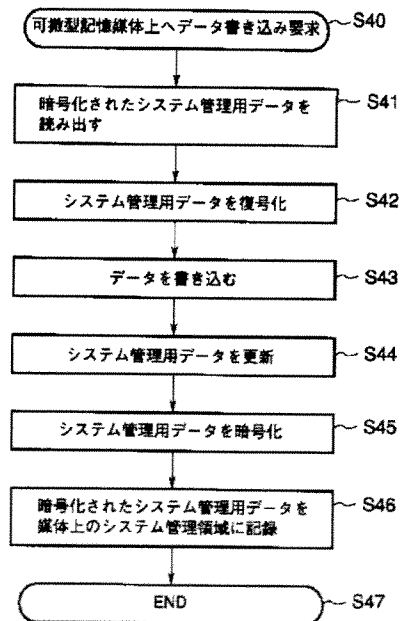 可搬型記憶媒体上へデータ書き込み要求
S40
暗号化されたシステム管理用データを
読み出す
S41
システム管理用データを復号化
S42
データを書き込む
S43
システム管理用データを更新
S44
システム管理用データを暗号化
S45
暗号化されたシステム管理用データを
媒体上のシステム管理領域に記録
S46
END
S47